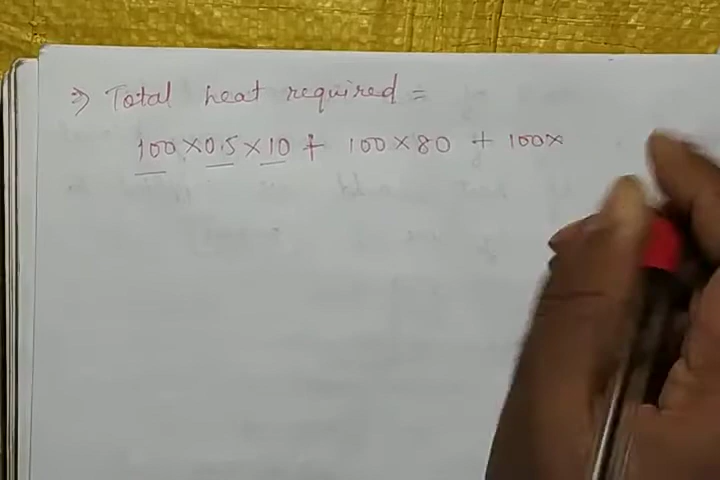 ⇒ Total heat required =
100 × 0.5 × 10 + 100 × 80 + 100×